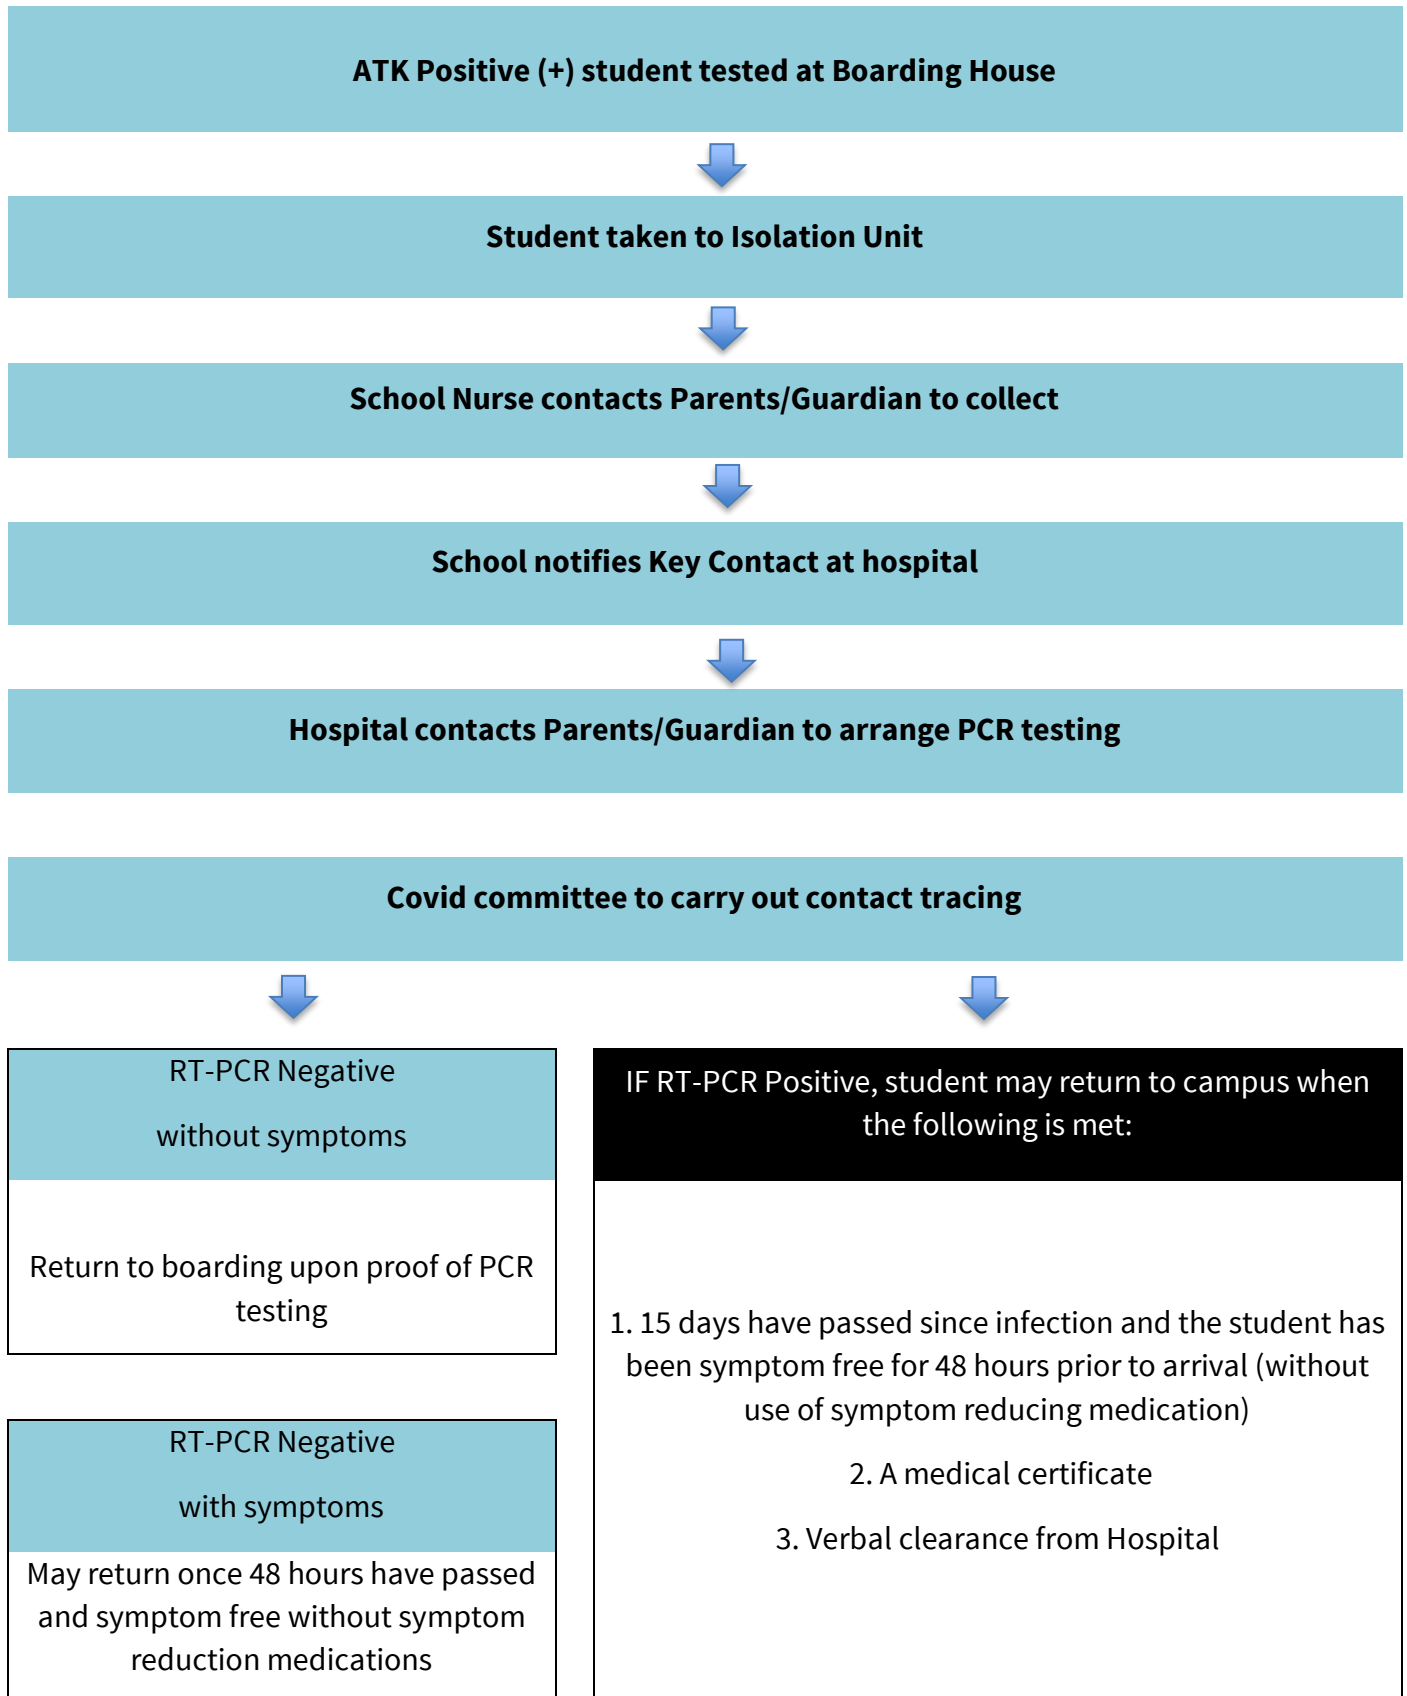 ATK Positive (+) student tested at Boarding House
Student taken to Isolation Unit
School Nurse contacts Parents/Guardian to collect
School notifies Key Contact at hospital
Hospital contacts Parents/Guardian to arrange PCR testing
Covid committee to carry out contact tracing
RT-PCR Negative
without symptoms
Return to boarding upon proof of PCR
testing
RT-PCR Negative
with symptoms
May return once 48 hours have passed
and symptom free without symptom
reduction medications
IF RT-PCR Positive, student may return to campus when
the following is met:
1. 15 days have passed since infection and the student has
been symptom free for 48 hours prior to arrival (without
use of symptom reducing medication)
2. A medical certificate
3. Verbal clearance from Hospital